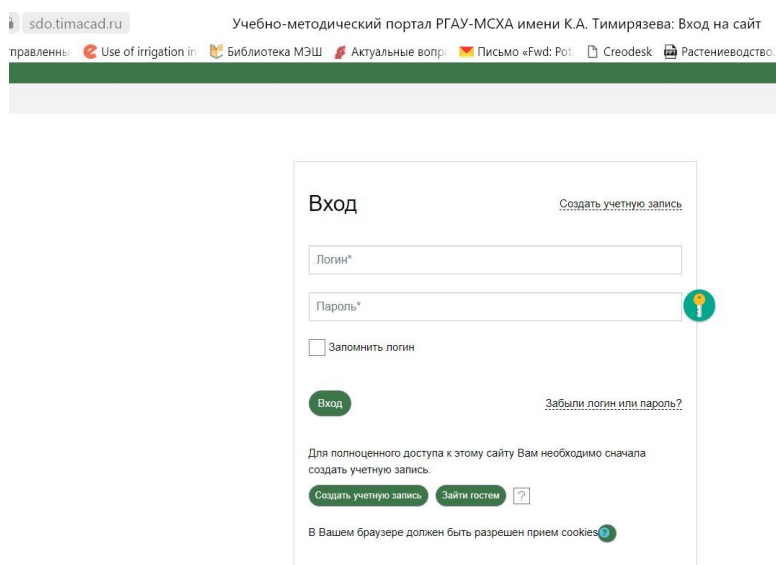 sdo.timacad.ru Учебно-методический портал РГАУ-МСХА имени К.А. Тимирязева: Вход на сайт
Use of irrigation in Библиотека МЭШ Актуальные Письмо «Fwd: Creodesk Растениеводство.
Вход Создать учетную запись
Логин*
Пароль*
Запомнить логин
Вход Забыли логин или пароль?
Для полноценного доступа к этому сайту Вам необходимо сначала
создать учетную запись.
Создать учетную запись Зайти гостем ?
В Вашем браузере должен быть разрешен прием cookies ?